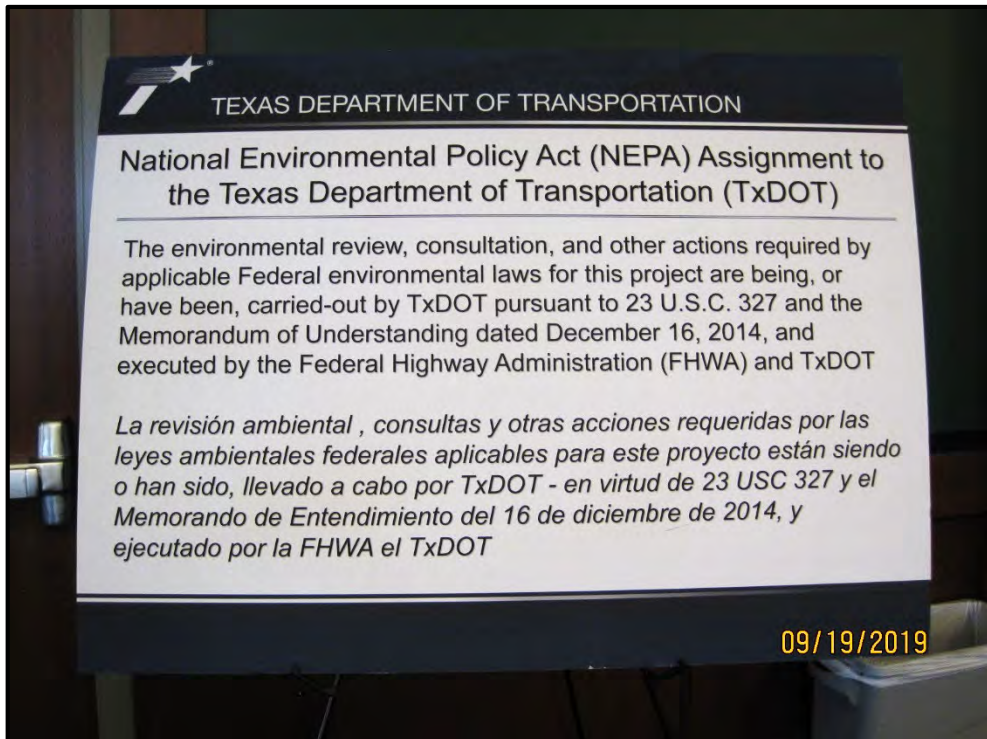 TEXAS DEPARTMENT OF TRANSPORTATION
National Environmental Policy Act (NEPA) Assignment to
the Texas Department of Transportation (TxDOT)
The environmental review, consultation, and other actions required by
applicable Federal environmental laws for this project are being, or
have been, carried-out by TxDOT pursuant to 23 U.S.C. 327 and the
Memorandum of Understanding dated December 16, 2014, and
executed by the Federal Highway Administration (FHWA) and TxDOT
La revisión ambiental , consultas y otras acciones requeridas por las
leyes ambientales federales aplicables para este proyecto están siendo
o han sido, llevado a cabo por TxDOT - en virtud de 23 USC 327 y el
Memorando de Entendimiento del 16 de diciembre de 2014, y
ejecutado por la FHWA el TxDOT
09/19/2019